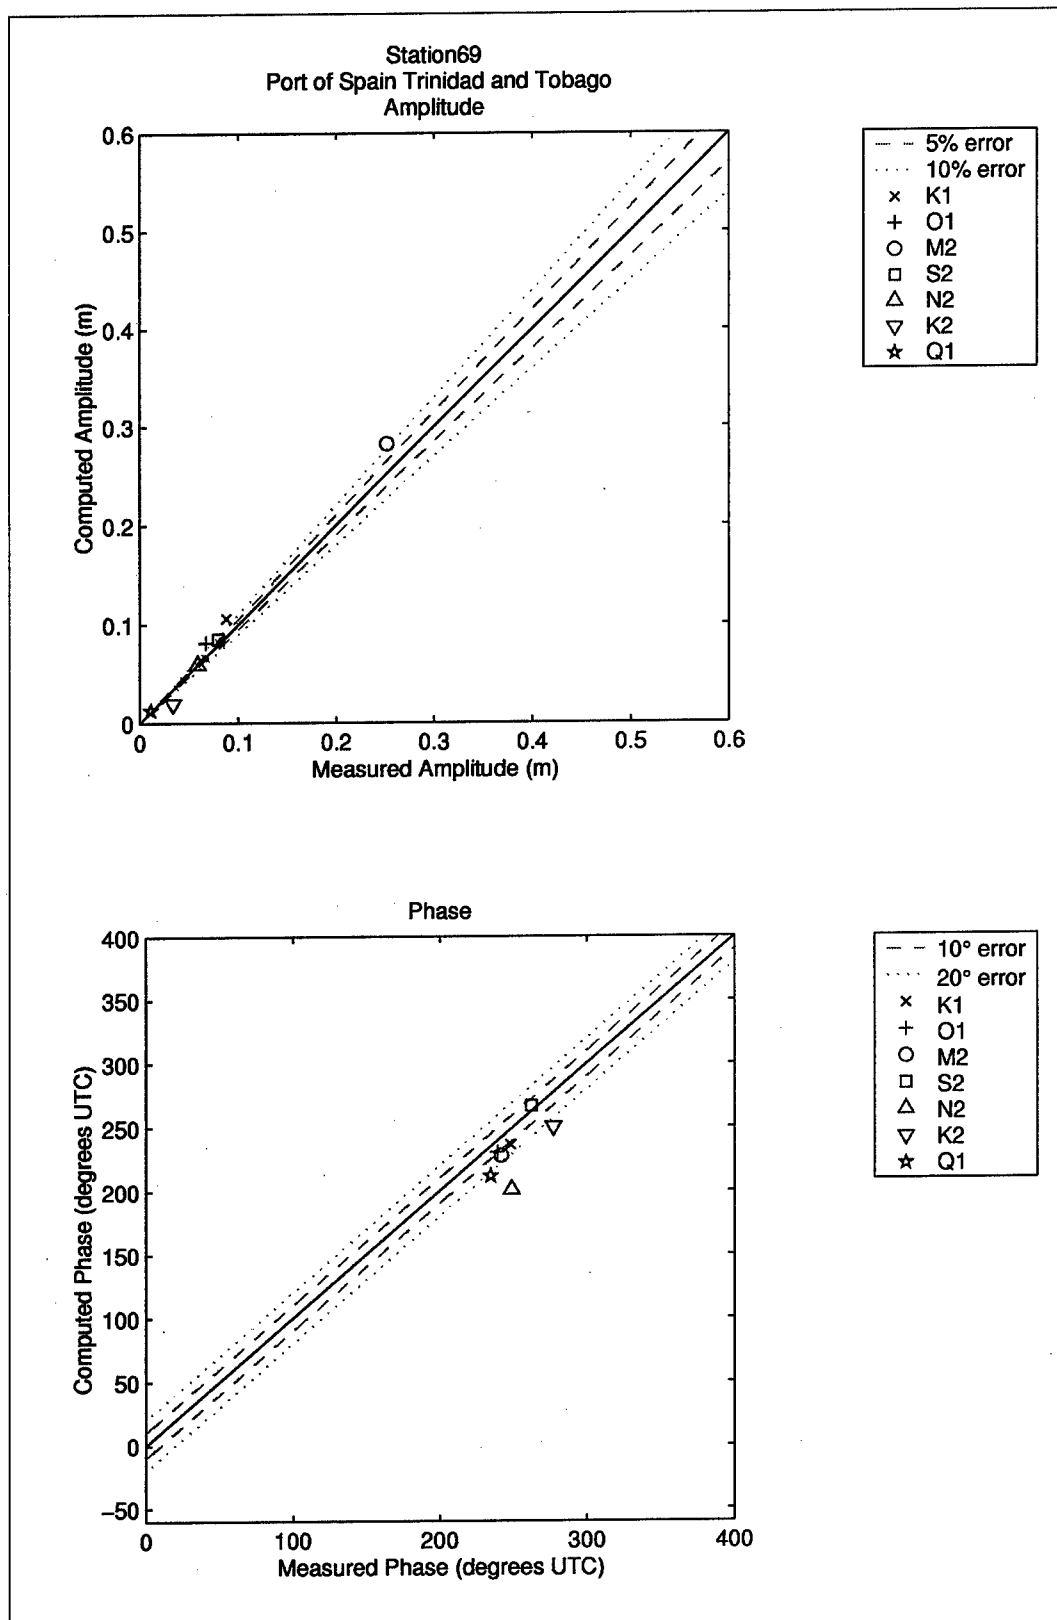 Station69
Port of Spain Trinidad and Tobago
Amplitude
0.6
0.5
0.4
0.3
0.2
0.1
0
Computed Amplitude (m)
0 0.1 0.2 0.3 0.4 0.5 0.6
Measured Amplitude (m)
5% error
10% error
K1
O1
M2
S2
N2
K2
Q1
Phase
400
350
300
250
200
150
100
50
0
−50
Computed Phase (degrees UTC)
0 100 200 300 400
Measured Phase (degrees UTC)
10° error
20° error
K1
O1
M2
S2
N2
K2
Q1